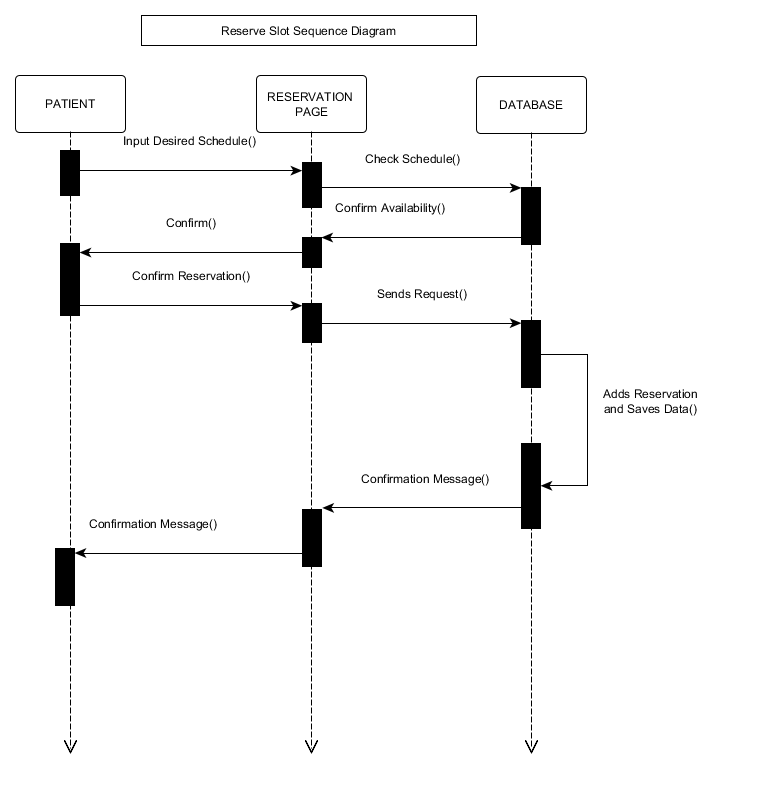 Reserve Slot Sequence Diagram
PATIENT
RESERVATION
PAGE
DATABASE
Input Desired Schedule()
Check Schedule()
Confirm Availability()
Confirm()
Confirm Reservation()
Sends Request()
Adds Reservation
and Saves Data()
Confirmation Message()
Confirmation Message()